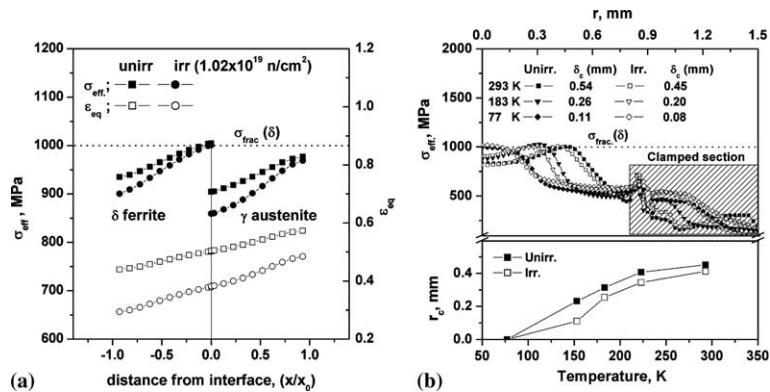 r, mm
0.0 0.3 0.6 0.9 1.2 1.5
1200
1100
1000
900
800
700
600
1.2
1.0
0.8
0.6
0.4
0.2
unirr irr (1.02x10¹⁹ n/cm²)
σeff. ;
εeq ;
σfrac (δ)
δ ferrite
γ austenite
σeff , MPa
εeq
-1.0 -0.5 0.0 0.5 1.0
distance from interface, (x/x₀)
(a)
2000
1500
1000
500
Unirr. δc (mm) Irr. δc (mm)
293 K 0.54 0.45
183 K 0.26 0.20
77 K 0.11 0.08
σfrac.(δ)
Clamped section
σeff., MPa
0.4
0.2
0.0
Unirr.
Irr.
rc, mm
50 100 150 200 250 300 350
Temperature, K
(b)